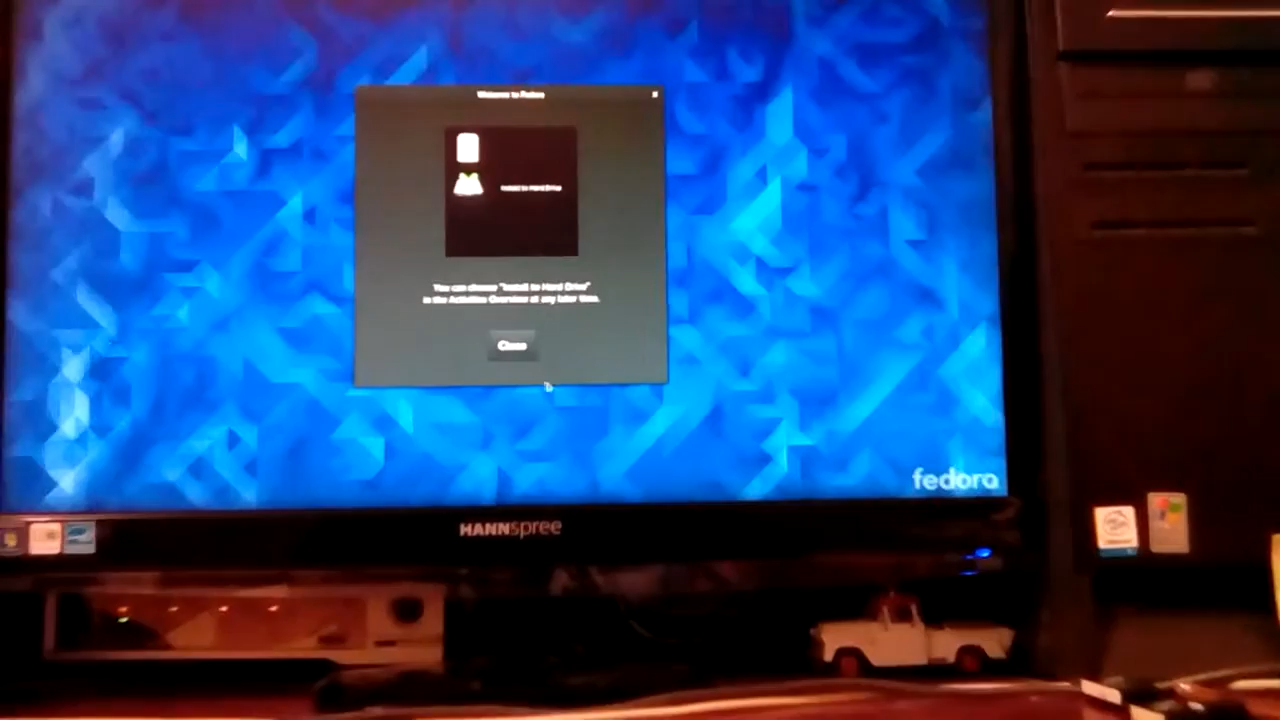 Welcome to Fedora
Install to Hard Drive
You can choose "Install to Hard Drive"
in the Activities Overview at any later time.
Close
fedora
HANNspree